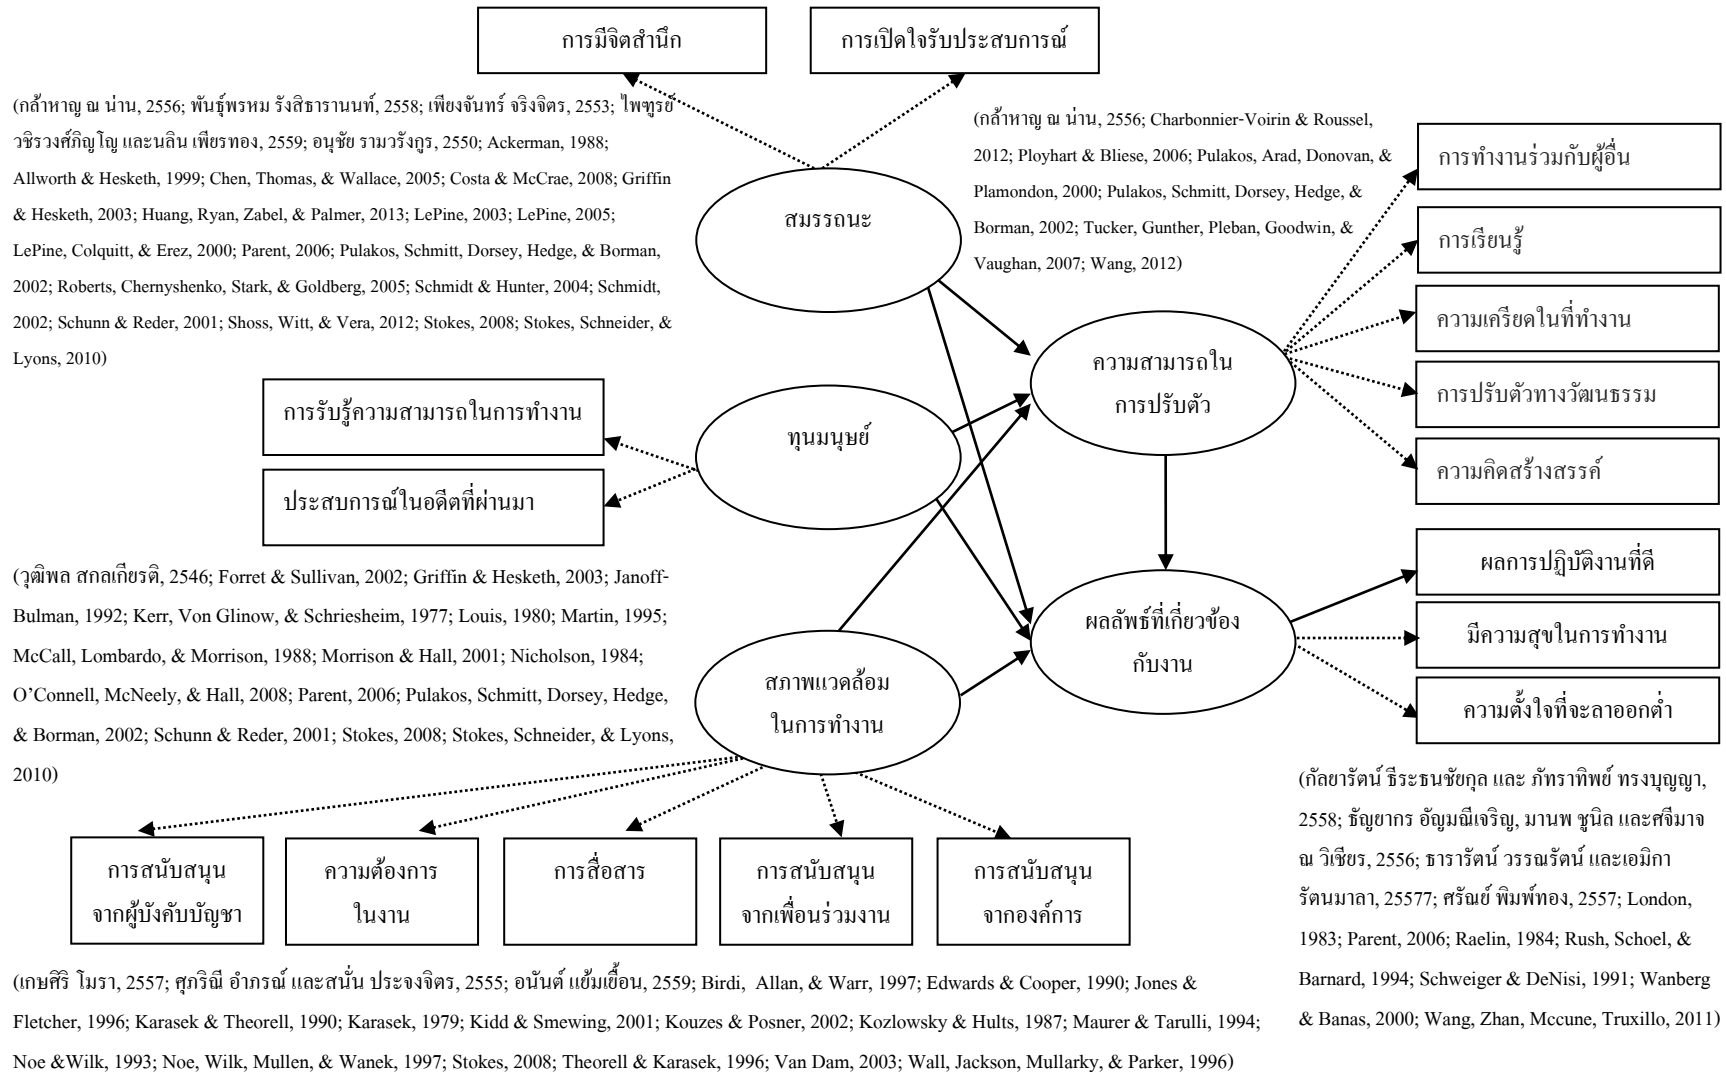 การมีจิตสำนึก
การเปิดใจรับประสบการณ์
(กล้าหาญ ณ น่าน, 2556; พันธุ์พรหม รังสิธารานนท์, 2558; เพียงจันทร์ จริงจิตร, 2553; ไพฑูรย์
วชิรวงศ์ภิญโญ และนลิน เพียรทอง, 2559; อนุชัย รามวรังกูร, 2550; Ackerman, 1988;
Allworth & Hesketh, 1999; Chen, Thomas, & Wallace, 2005; Costa & McCrae, 2008; Griffin
& Hesketh, 2003; Huang, Ryan, Zabel, & Palmer, 2013; LePine, 2003; LePine, 2005;
LePine, Colquitt, & Erez, 2000; Parent, 2006; Pulakos, Schmitt, Dorsey, Hedge, & Borman,
2002; Roberts, Chernyshenko, Stark, & Goldberg, 2005; Schmidt & Hunter, 2004; Schmidt,
2002; Schunn & Reder, 2001; Shoss, Witt, & Vera, 2012; Stokes, 2008; Stokes, Schneider, &
Lyons, 2010)
สมรรถนะ
(กล้าหาญ ณ น่าน, 2556; Charbonnier-Voirin & Roussel,
2012; Ployhart & Bliese, 2006; Pulakos, Arad, Donovan, &
Plamondon, 2000; Pulakos, Schmitt, Dorsey, Hedge, &
Borman, 2002; Tucker, Gunther, Pleban, Goodwin, &
Vaughan, 2007; Wang, 2012)
การทำงานร่วมกับผู้อื่น
การเรียนรู้
ความเครียดในที่ทำงาน
การปรับตัวทางวัฒนธรรม
ความคิดสร้างสรรค์
ความสามารถใน
การปรับตัว
การรับรู้ความสามารถในการทำงาน
ประสบการณ์ในอดีตที่ผ่านมา
ทุนมนุษย์
(วุฒิพล สกลเกียรติ, 2546; Forret & Sullivan, 2002; Griffin & Hesketh, 2003; Janoff-
Bulman, 1992; Kerr, Von Glinow, & Schriesheim, 1977; Louis, 1980; Martin, 1995;
McCall, Lombardo, & Morrison, 1988; Morrison & Hall, 2001; Nicholson, 1984;
O’Connell, McNeely, & Hall, 2008; Parent, 2006; Pulakos, Schmitt, Dorsey, Hedge,
& Borman, 2002; Schunn & Reder, 2001; Stokes, 2008; Stokes, Schneider, & Lyons,
2010)
ผลลัพธ์ที่เกี่ยวข้อง
กับงาน
ผลการปฏิบัติงานที่ดี
มีความสุขในการทำงาน
ความตั้งใจที่จะลาออกต่ำ
สภาพแวดล้อม
ในการทำงาน
(กัลยารัตน์ ธีระธนชัยกุล และ ภัทราทิพย์ ทรงบุญญา,
2558; ธัญยากร อัญมณีเจริญ, มานพ ชูนิล และศจีมาจ
ณ วิเชียร, 2556; ธารารัตน์ วรรณรัตน์ และเอมิกา
รัตนมาลา, 25577; ศรัณย์ พิมพ์ทอง, 2557; London,
1983; Parent, 2006; Raelin, 1984; Rush, Schoel, &
Barnard, 1994; Schweiger & DeNisi, 1991; Wanberg
& Banas, 2000; Wang, Zhan, Mccune, Truxillo, 2011)
การสนับสนุน
จากผู้บังคับบัญชา
ความต้องการ
ในงาน
การสื่อสาร
การสนับสนุน
จากเพื่อนร่วมงาน
การสนับสนุน
จากองค์การ
(เกษศิริ โมรา, 2557; ศุภริณี อำภรณ์ และสนั่น ประจงจิตร, 2555; อนันต์ แย้มเยื้อน, 2559; Birdi, Allan, & Warr, 1997; Edwards & Cooper, 1990; Jones &
Fletcher, 1996; Karasek & Theorell, 1990; Karasek, 1979; Kidd & Smewing, 2001; Kouzes & Posner, 2002; Kozlowsky & Hults, 1987; Maurer & Tarulli, 1994;
Noe &Wilk, 1993; Noe, Wilk, Mullen, & Wanek, 1997; Stokes, 2008; Theorell & Karasek, 1996; Van Dam, 2003; Wall, Jackson, Mullarky, & Parker, 1996)